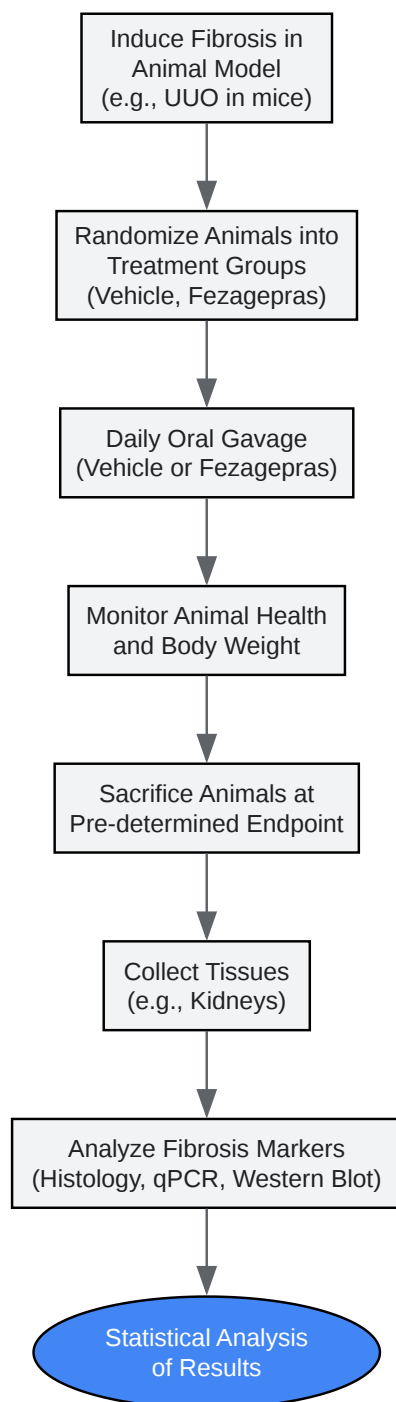 Induce Fibrosis in
Animal Model
(e.g., UUO in mice)
Randomize Animals into
Treatment Groups
(Vehicle, Fezagepras)
Daily Oral Gavage
(Vehicle or Fezagepras)
Monitor Animal Health
and Body Weight
Sacrifice Animals at
Pre-determined Endpoint
Collect Tissues
(e.g., Kidneys)
Analyze Fibrosis Markers
(Histology, qPCR, Western Blot)
Statistical Analysis
of Results